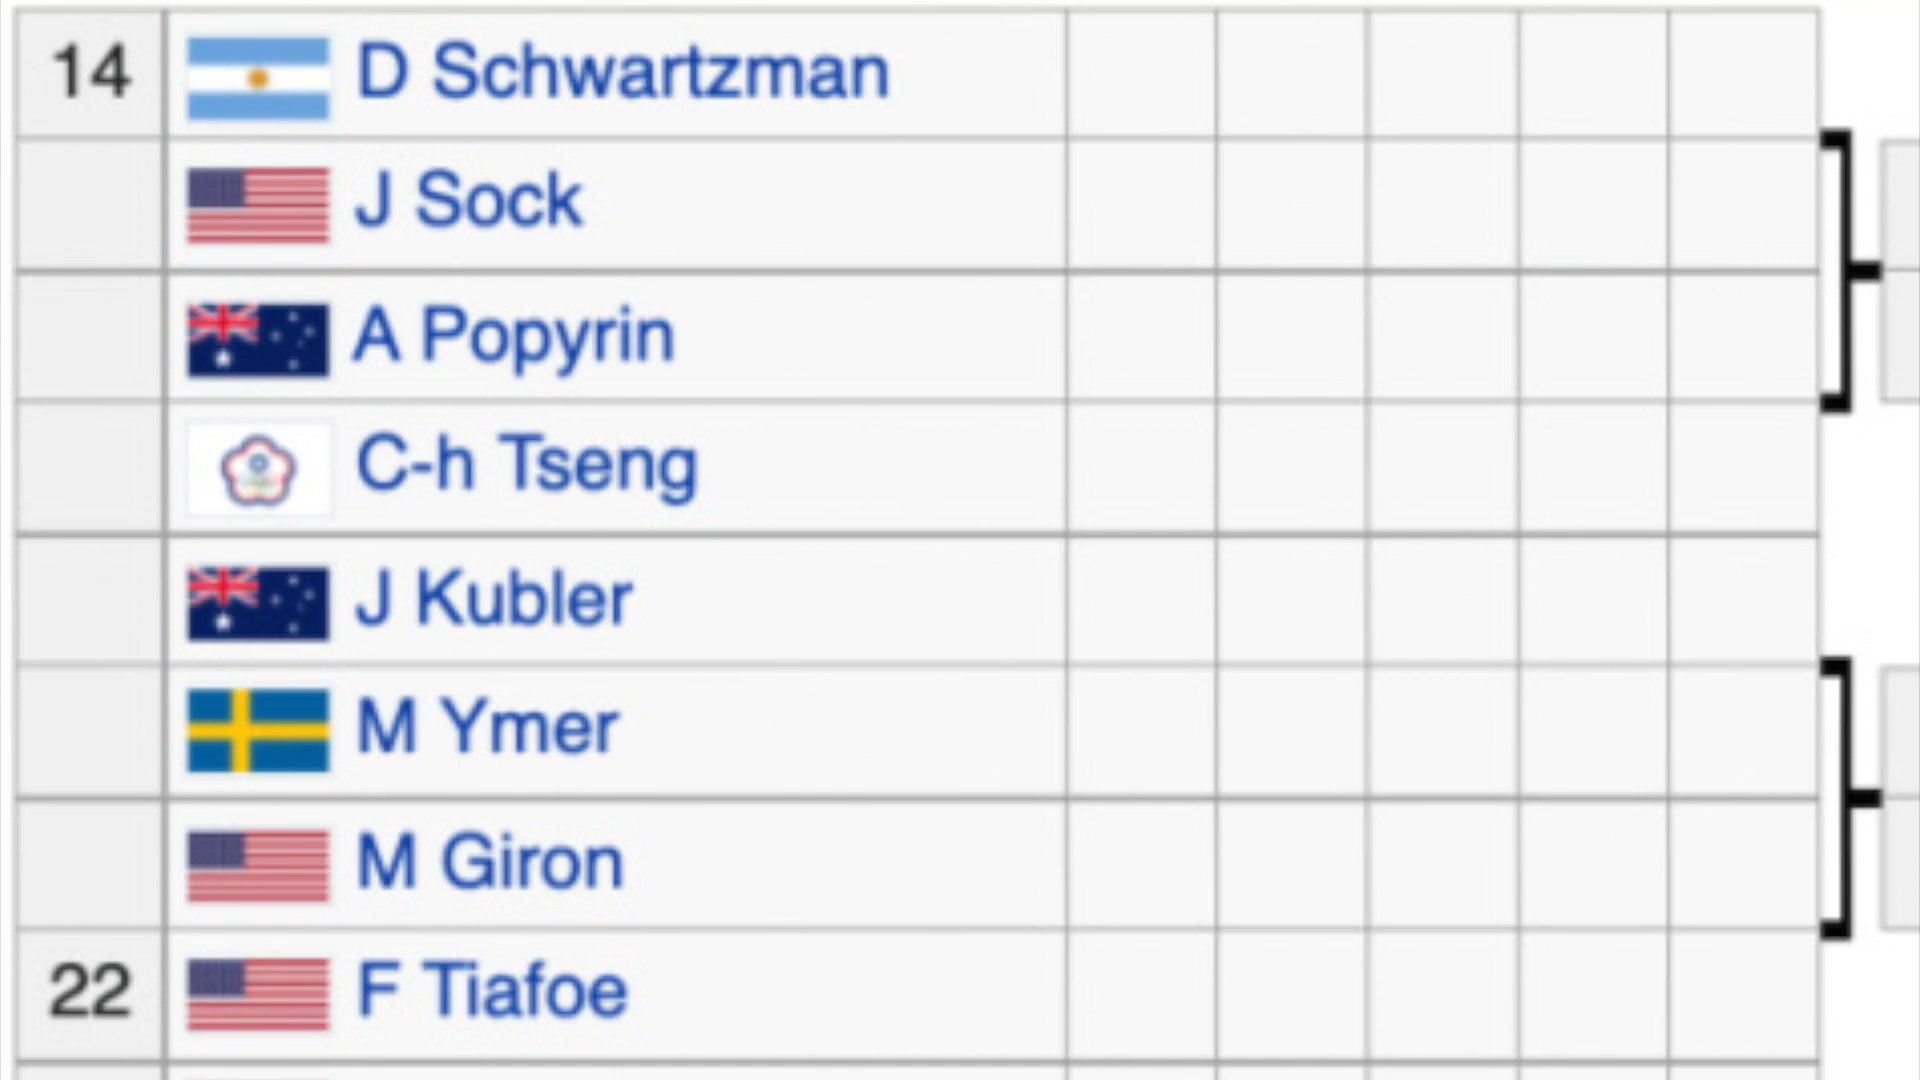 14 D Schwartzman
J Sock
A Popyrin
C-h Tseng
J Kubler
M Ymer
M Giron
22 F Tiafoe